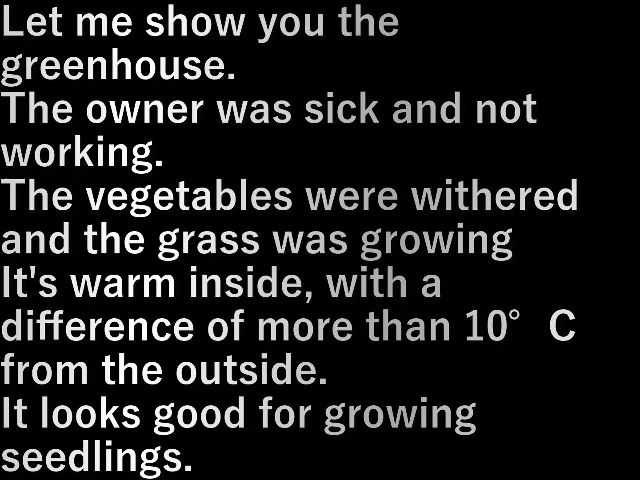 Let me show you the
greenhouse.
The owner was sick and not
working.
The vegetables were withered
and the grass was growing
It's warm inside, with a
difference of more than 10° C
from the outside.
It looks good for growing
seedlings.